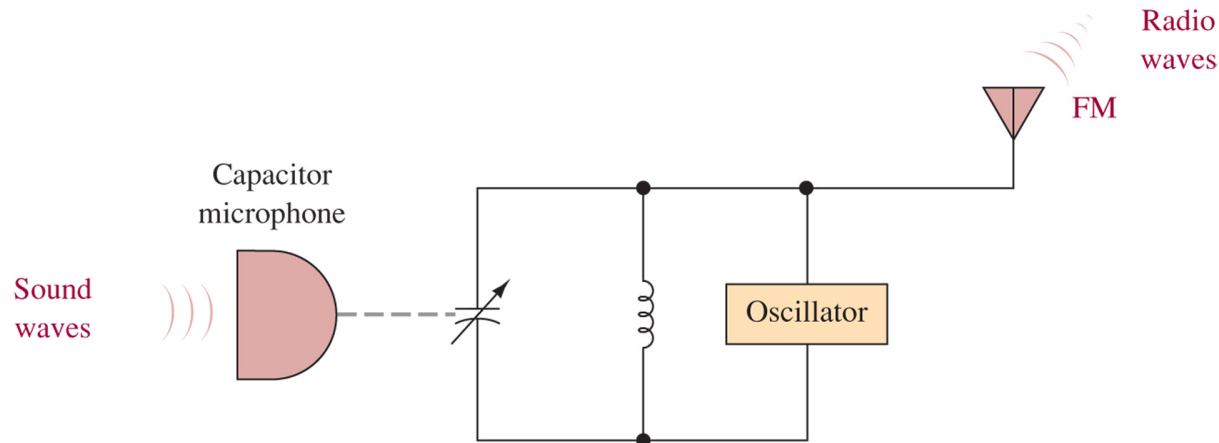 Radio
waves
FM
Capacitor
microphone
Sound
waves
Oscillator